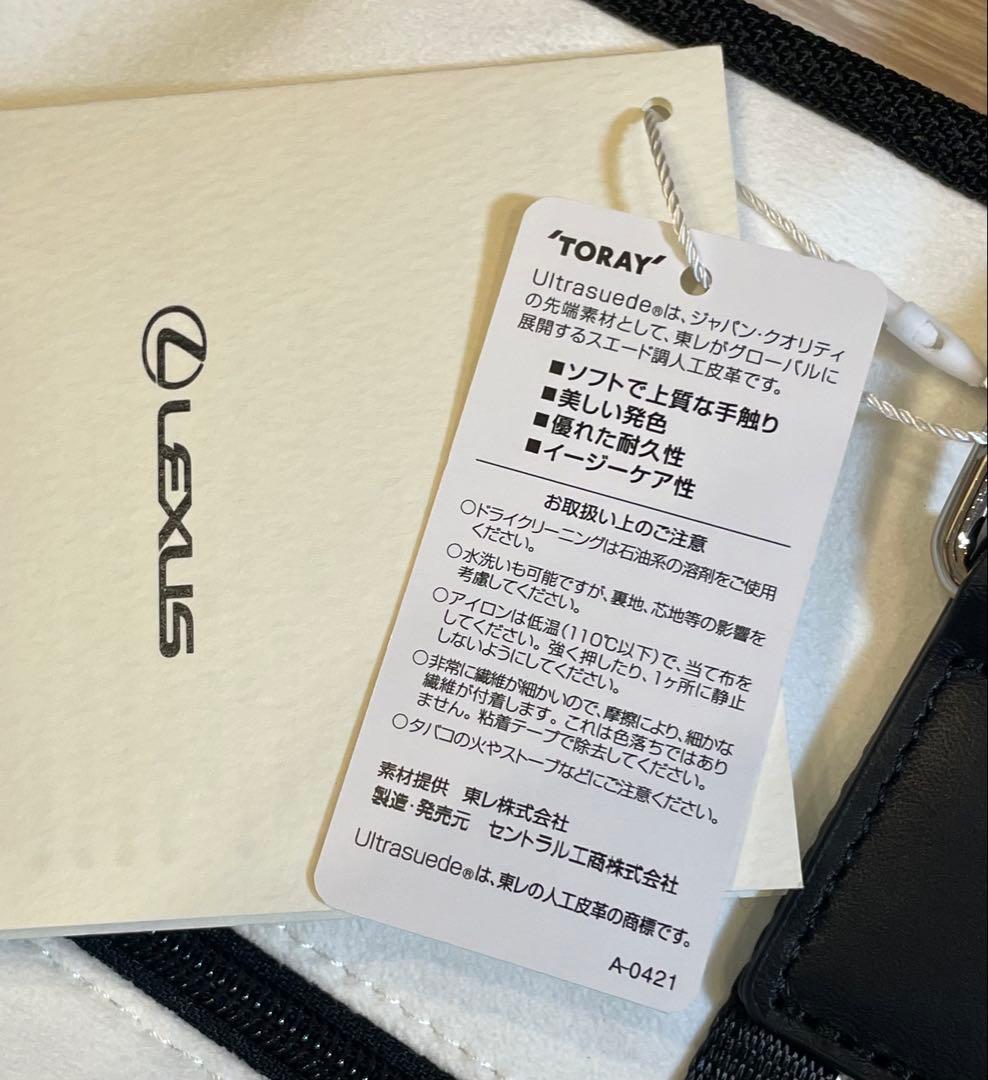 LEXUS
'TORAY'
Ultrasuede®は、ジャパン・クオリティ
の先端素材として、東レがグローバルに
展開するスエード調人工皮革です。
■ソフトで上質な手触り
■美しい発色
■優れた耐久性
■イージーケア性
お取扱い上のご注意
○ドライクリーニングは石油系の溶剤をご使用
ください。
○水洗いも可能ですが、裏地、芯地等の影響を
考慮してください。
○アイロンは低温(110℃以下)で、当て布を
してください。強く押したり、1ヶ所に静止
しないようにしてください。
○非常に繊維が細かいので、摩擦により、細かな
繊維が付着します。これは色落ちではあり
ません。粘着テープで除去してください。
○タバコの火やストーブなどにご注意ください。
素材提供 東レ株式会社
製造・発売元 セントラル工商株式会社
Ultrasuede®は、東レの人工皮革の商標です。
A-0421